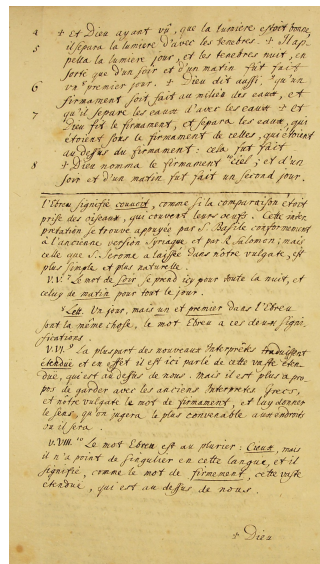 4 + Et Dieu ayant vû, que la lumiere estoit bonne,
5 il separa la lumiere d'avec les tenebres. + Il ap-
pella la lumiere jour, et les tenebres nuit, en
sorte que d'un soir et d'un matin fut fait
6 un premier jour. + Dieu dit aussi, qu'un
firmament soit fait au milieu des eaux, et
7 qu'il separe les eaux d'avec les eaux + Et
Dieu fit le firmament, et separa les eaux, qui
étoient sous le firmament de celles, qui étoient
au dessus du firmament: cela fut fait
8 + Dieu nomma le firmament ciel; et d'un
soir et d'un matin fut fait un second jour.
l'Ebreu signifie couvoit, comme si la comparaison étoit
prise des oiseaux, qui couvent leurs œufs. Cette inter
pretation se trouve appuyée par S. Basile conformement
à l'ancienne version Syriaque et par R. Salomon; mais
celle que S. Jerome a laissée dans nôtre vulgate, est
plus simple et plus naturelle.
V. V. Le mot de soir se prend icy pour toute la nuit, et
celuy de matin pour tout le jour.
Lett. Un jour, mais un et premier dans l'Ebreu
sont la même chose, le mot Ebreu a ces deux signi
fications.
V. VI. La pluspart des nouveaux Interprètes traduisent
étendue et en effet il est ici parlé de cette vaste éten-
due, qui est au dessus de nous. Mais il est plus a pro-
pos de garder avec les anciens Interprets Grecs,
et nôtre vulgate le mot de firmament, et luy donner
le sens, qu'on jugera le plus convenable aux endroits
ou il sera.
V. VIII. Le mot Ebreu est au plurier: Cieux, mais
il n'a point de singulier en cette langue, et il
signifie, comme le mot de firmement, cette vaste
etendue, qui est au dessus de nous.
+ Dieu